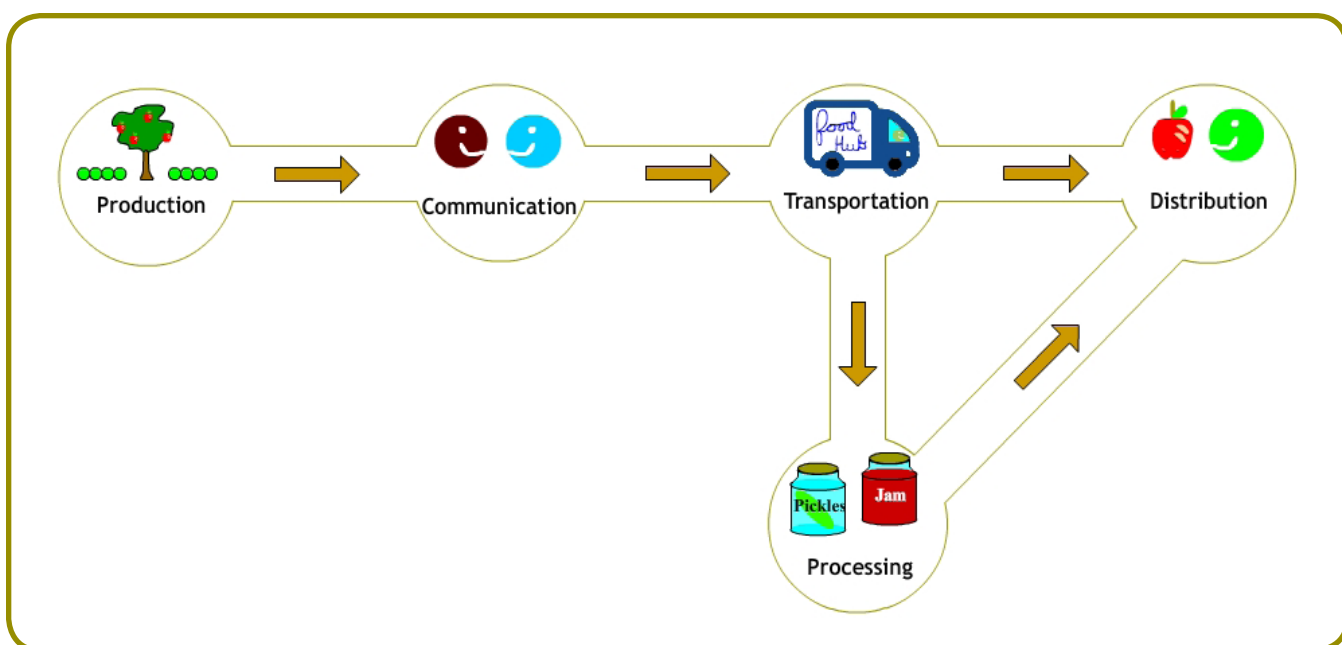 food
Hub
Production
Communication
Transportation
Distribution
Pickles
Jam
Processing